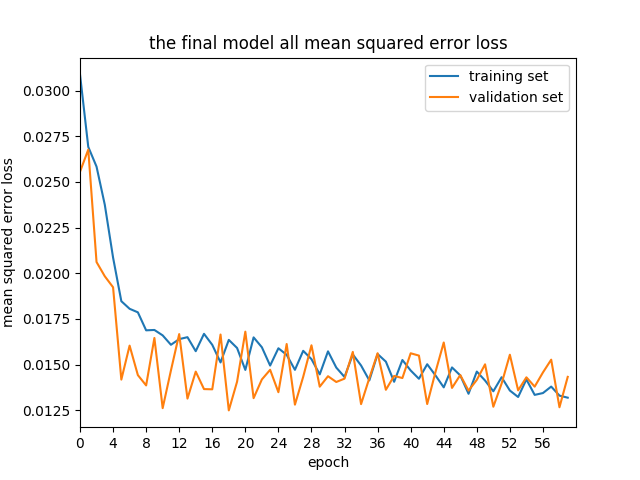 the final model all mean squared error loss
training set
validation set
mean squared error loss
0.0300
0.0275
0.0250
0.0225
0.0200
0.0175
0.0150
0.0125
0 4 8 12 16 20 24 28 32 36 40 44 48 52 56
epoch